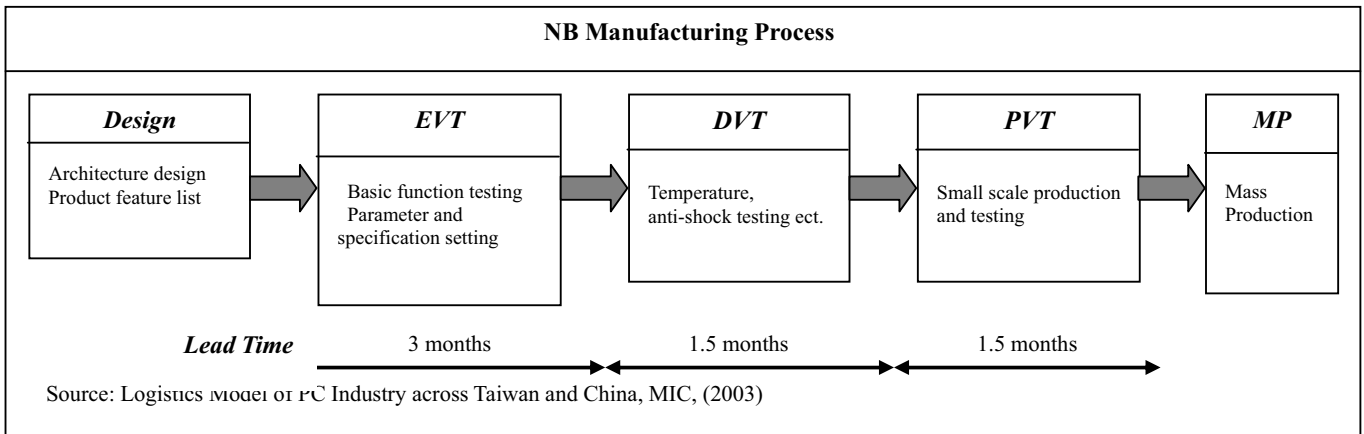 NB Manufacturing Process
Design
Architecture design
Product feature list
EVT
Basic function testing
Parameter and
specification setting
DVT
Temperature,
anti-shock testing ect.
PVT
Small scale production
and testing
MP
Mass
Production
Lead Time
3 months
1.5 months
1.5 months
Source: Logistics Model of PC Industry across Taiwan and China, MIC, (2003)